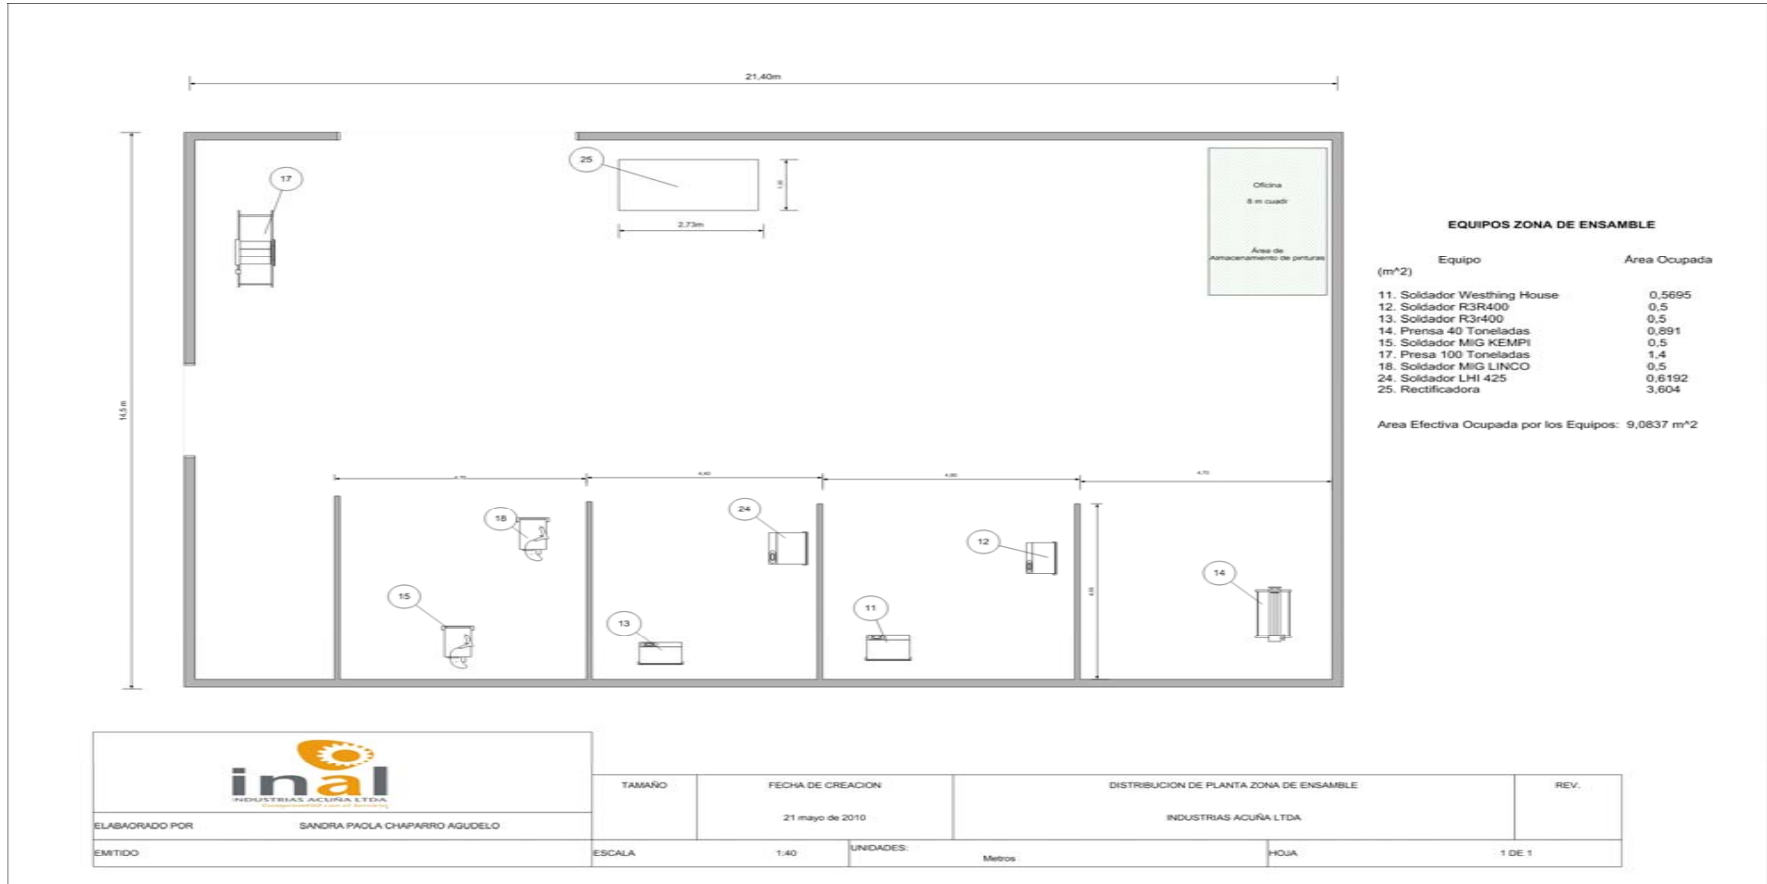 21,40m
14,5 m
17
25
2,73m
Oficina
8 m cuadr
Área de
Almacenamiento de pinturas
EQUIPOS ZONA DE ENSAMBLE
Equipo Área Ocupada
(m^2)
11. Soldador Westhing House 0,5695
12. Soldador R3R400 0,5
13. Soldador R3r400 0,5
14. Prensa 40 Toneladas 0,891
15. Soldador MIG KEMPI 0,5
17. Presa 100 Toneladas 1,4
18. Soldador MIG LINCO 0,5
24. Soldador LHI 425 0,6192
25. Rectificadora 3,604
Area Efectiva Ocupada por los Equipos: 9,0837 m^2
4,40
4,70
18
24
12
14
15
13
11
inal
INDUSTRIAS ACUÑA LTDA
ELABAORADO POR SANDRA PAOLA CHAPARRO AGUDELO
EMITIDO
TAMAÑO
FECHA DE CREACION
21 mayo de 2010
DISTRIBUCION DE PLANTA ZONA DE ENSAMBLE
INDUSTRIAS ACUÑA LTDA
REV.
ESCALA 1:40
UNIDADES:
Metros
HOJA 1 DE 1